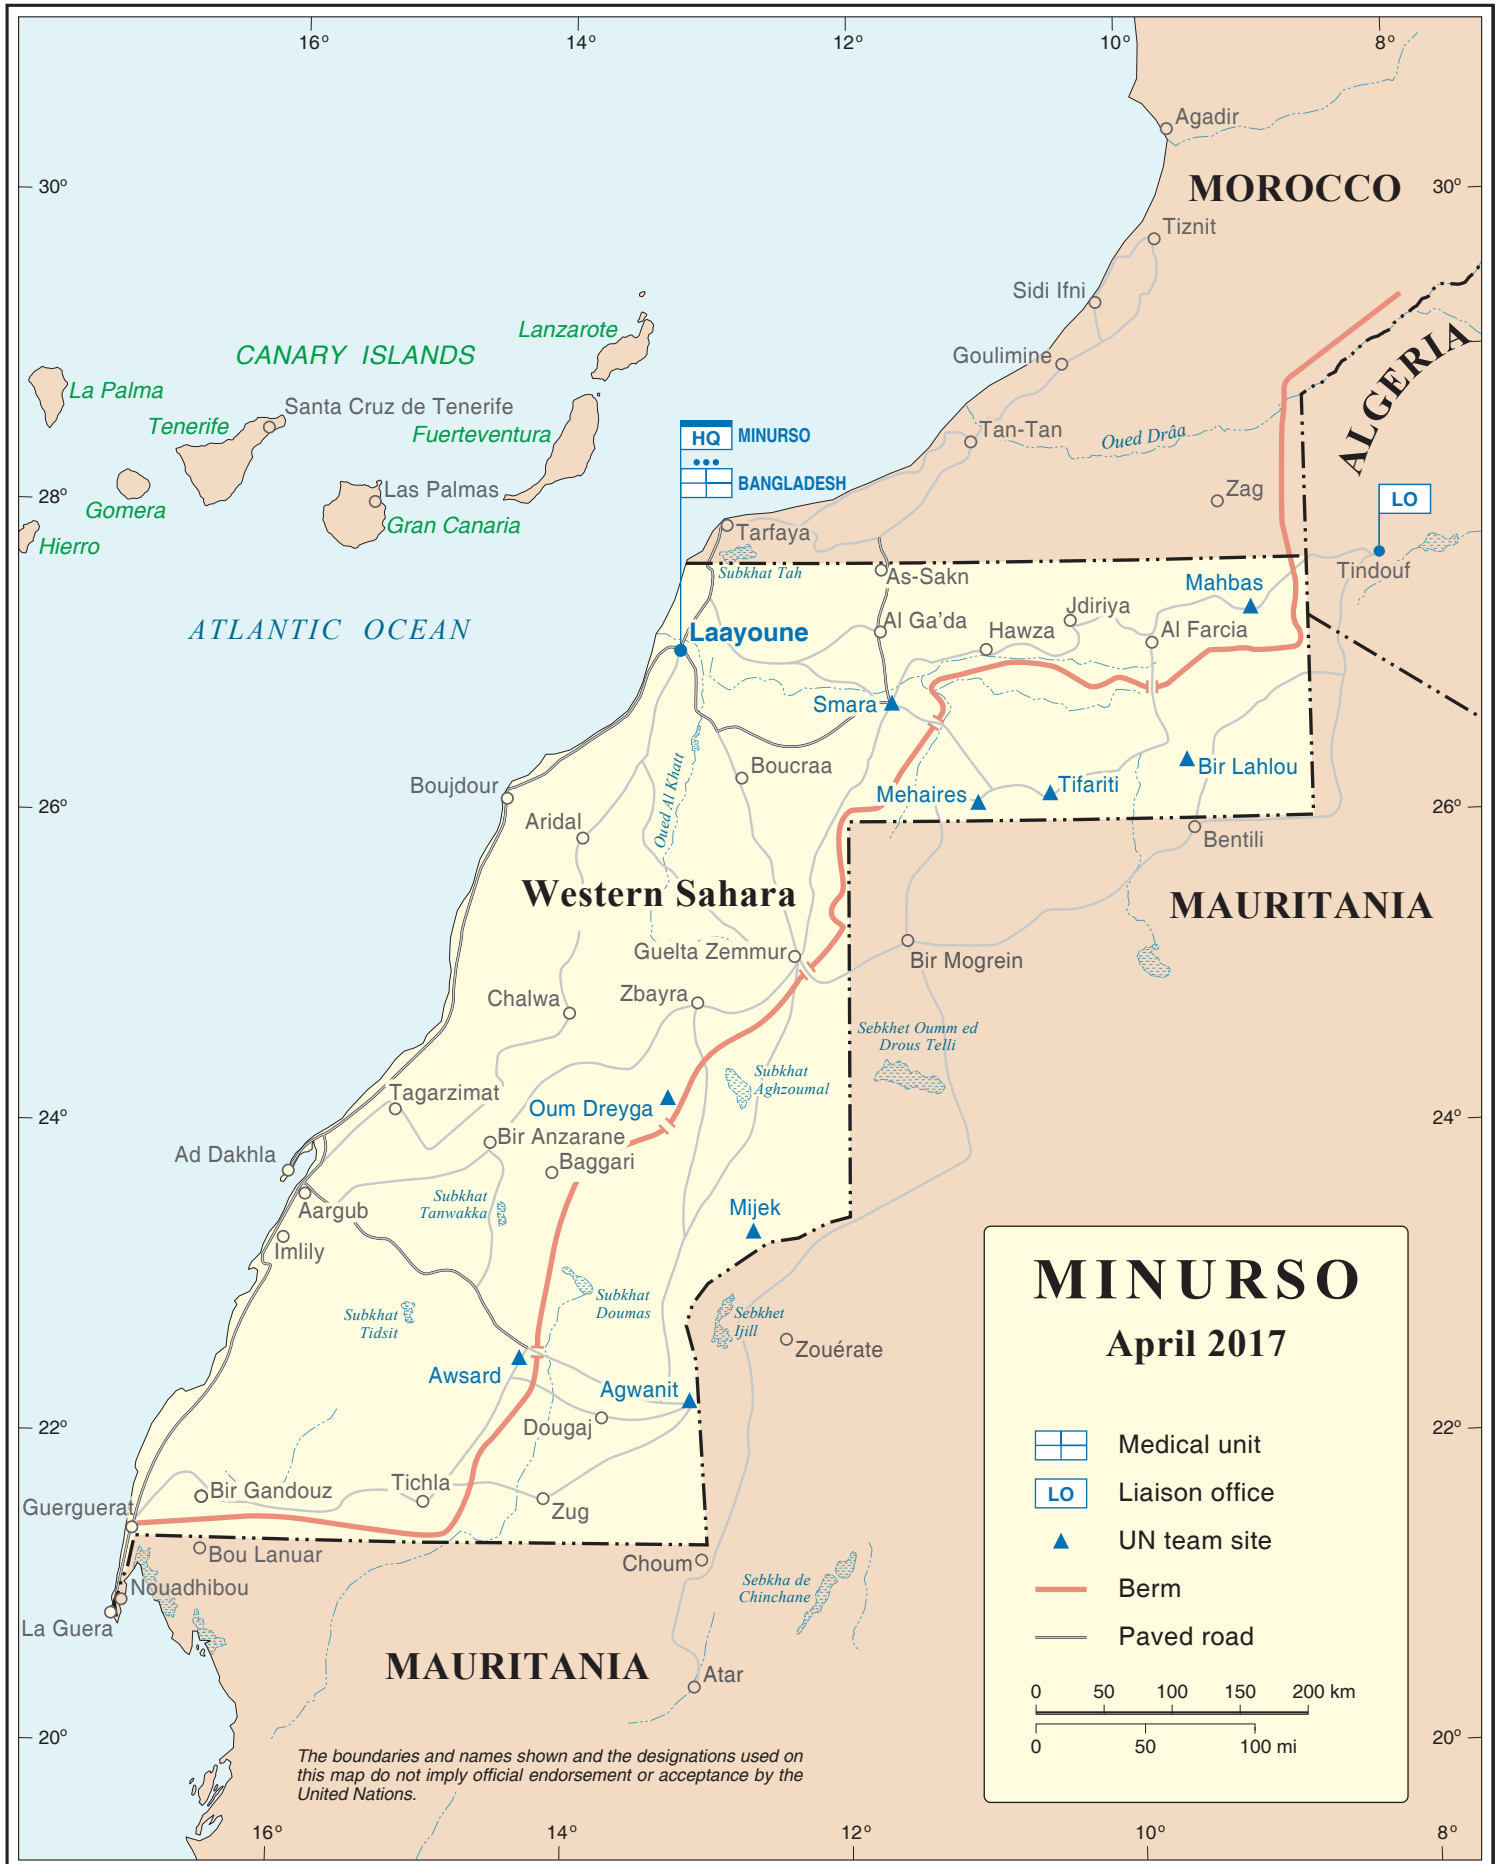 16° 14° 12° 10° 8°
Agadir
30° MOROCCO 30°
Tiznit
Sidi Ifni
Lanzarote
CANARY ISLANDS
Goulimine
ALGERIA
La Palma
Santa Cruz de Tenerife
Tenerife
Fuerteventura
HQ MINURSO
Tan-Tan
Oued Drâa
BANGLADESH
28° Las Palmas
Zag
LO
28°
Gomera
Gran Canaria
Hierro
Tarfaya
Subkhat Tah
As-Sakn
Tindouf
Mahbas
Jdiriya
Al Ga'da
Hawza
Al Farcia
ATLANTIC OCEAN
Laayoune
Smara
Boucraa
Bir Lahlou
Boujdour
Mehaires
Tifariti
26° 26°
Aridal
Oued Al Khatt
Bentili
Western Sahara
MAURITANIA
Guelta Zemmur
Bir Mogrein
Chalwa
Zbayra
Sebkhet Oumm ed
Drous Telli
Subkhat
Aghzoumal
Tagarzimat
Oum Dreyga
24° 24°
Bir Anzarane
Ad Dakhla
Baggari
Subkhat
Tanwakka
Aargub
Mijek
Imlily
Subkhat
Doumas
Subkhat
Tidsit
Sebkhet
Ijill
Zouérate
Awsard
Agwanit
22° 22°
Dougaj
Tichla
Bir Gandouz
Guerguerat
Zug
Bou Lanuar
Choum
Nouadhibou
Sebkha de
Chinchane
La Guera
MAURITANIA
Atar
20° 20°
MINURSO
April 2017
Medical unit
LO Liaison office
UN team site
Berm
Paved road
0 50 100 150 200 km
0 50 100 mi
The boundaries and names shown and the designations used on
this map do not imply official endorsement or acceptance by the
United Nations.
16° 14° 12° 10° 8°